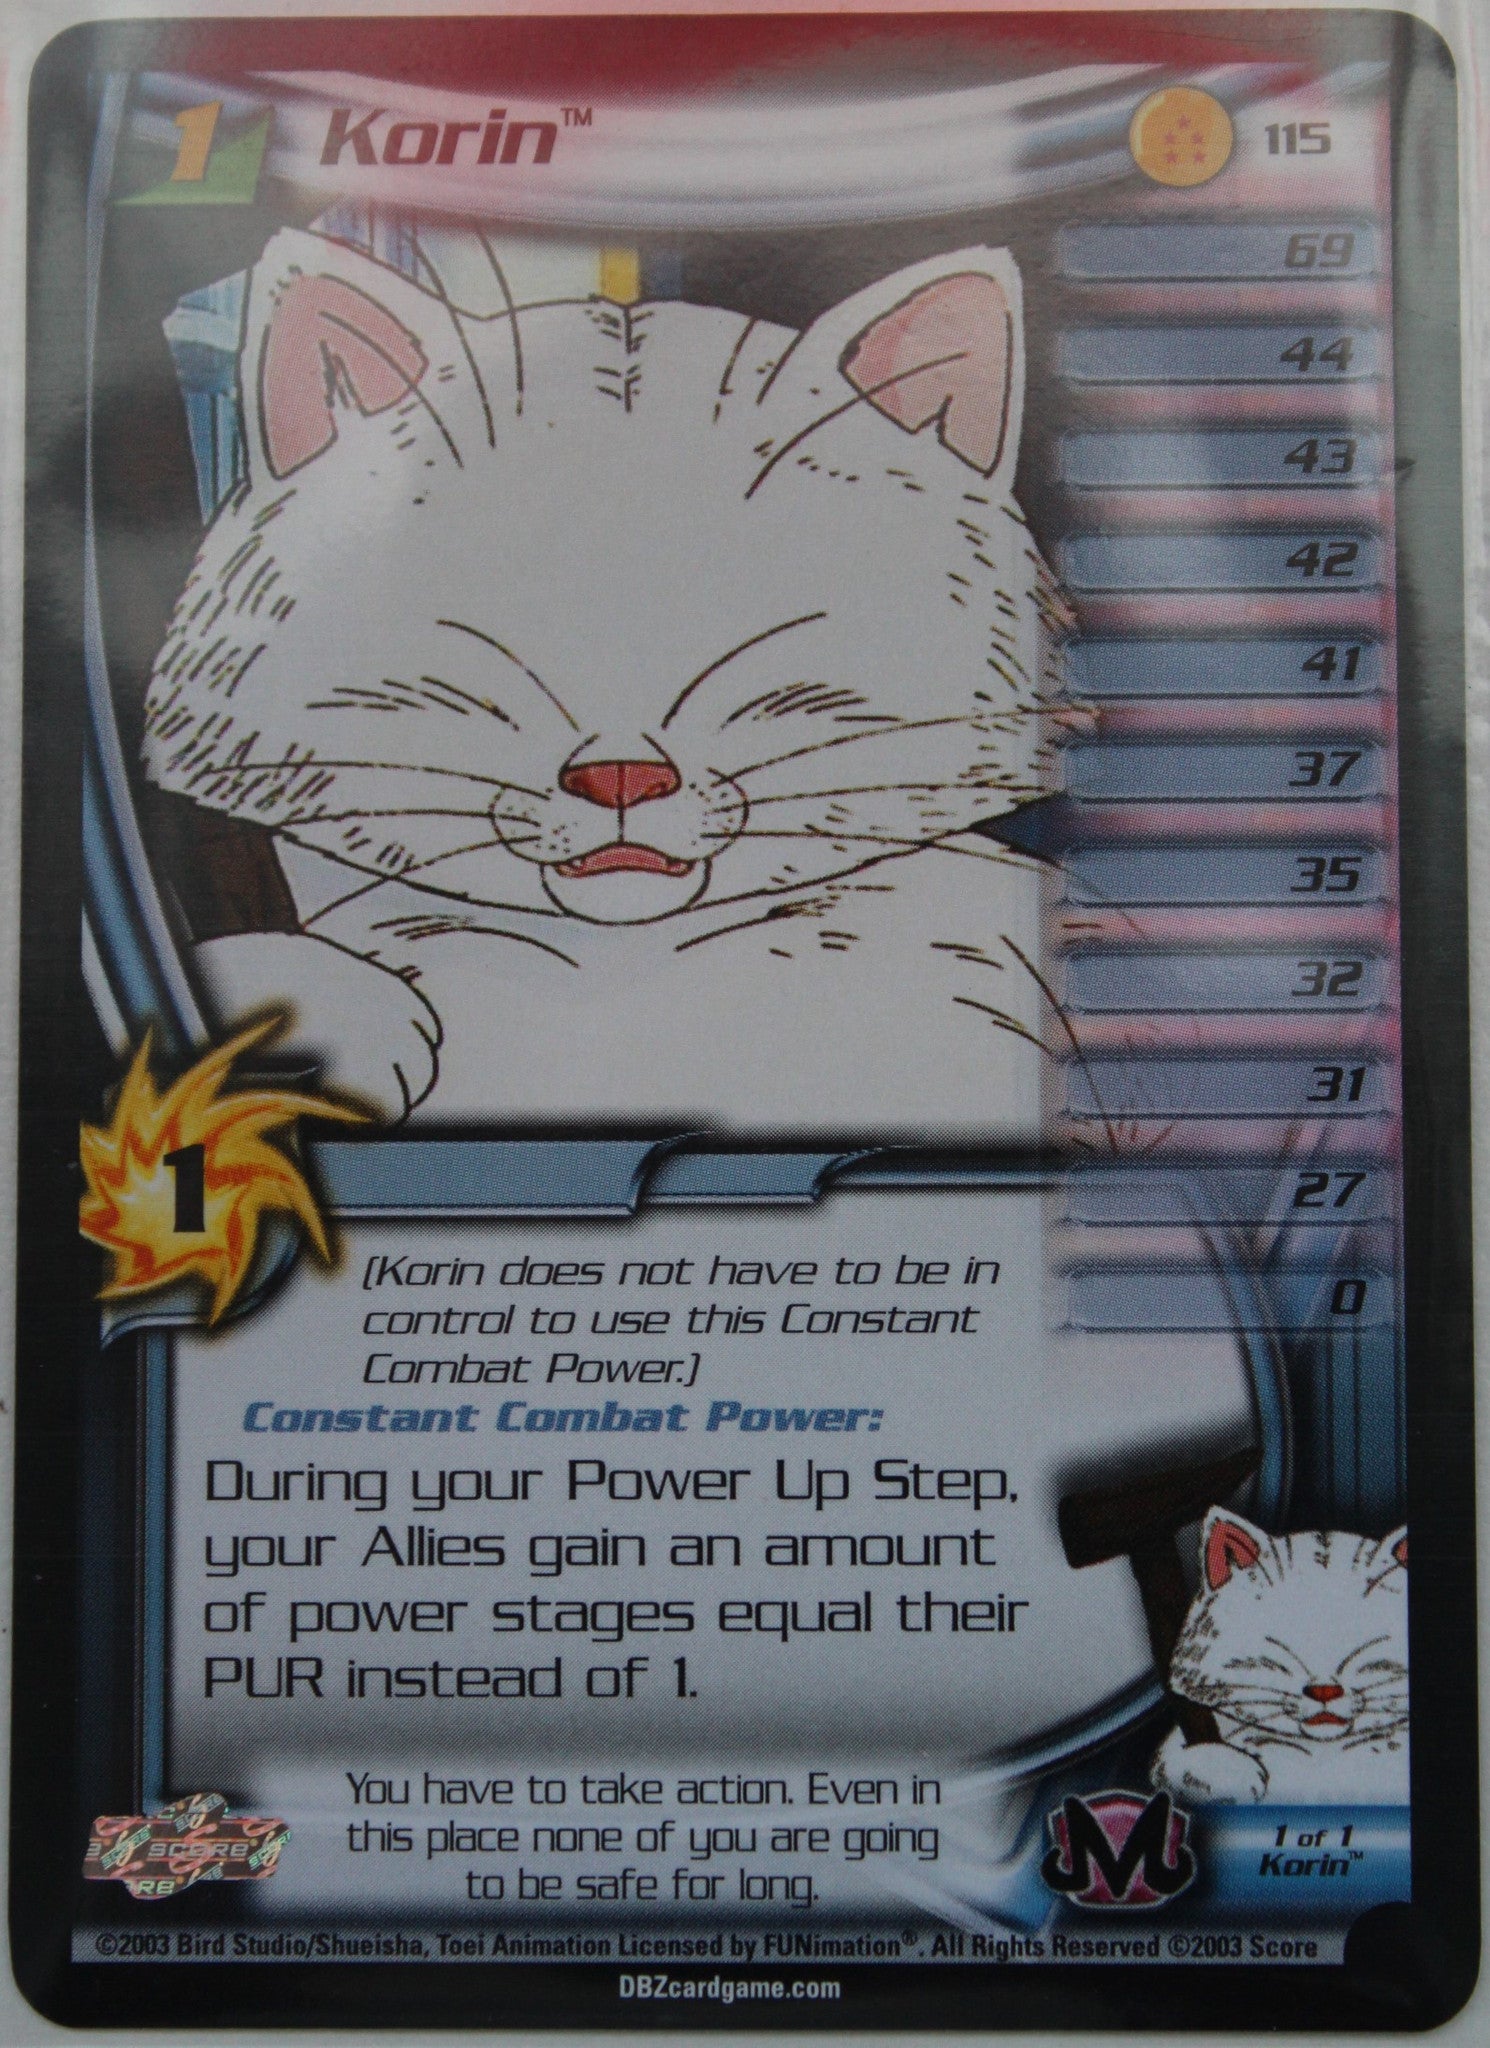 1 Korin™ 115
69
44
43
42
41
37
35
32
31
27
0
1
(Korin does not have to be in
control to use this Constant
Combat Power.)
Constant Combat Power:
During your Power Up Step,
your Allies gain an amount
of power stages equal their
PUR instead of 1.
You have to take action. Even in
this place none of you are going
to be safe for long.
SCORE
M
1 of 1
Korin™
©2003 Bird Studio/Shueisha, Toei Animation Licensed by FUNimation®. All Rights Reserved ©2003 Score
DBZcardgame.com